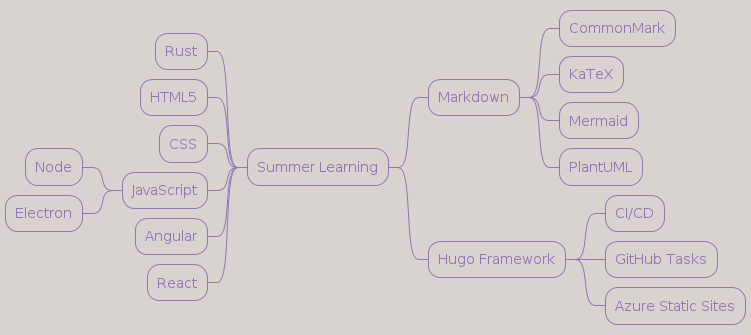 Rust
HTML5
CSS
JavaScript
Node
Electron
Angular
React
Summer Learning
Markdown
CommonMark
KaTeX
Mermaid
PlantUML
Hugo Framework
CI/CD
GitHub Tasks
Azure Static Sites